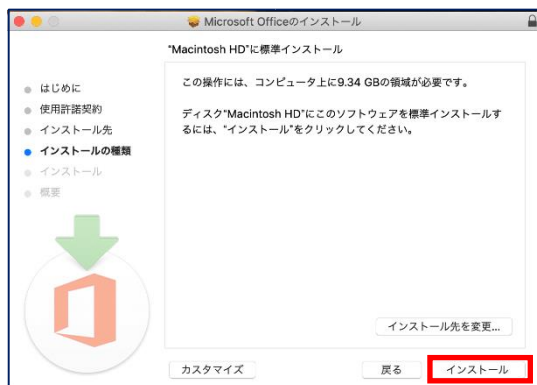 Microsoft Officeのインストール
"Macintosh HD"に標準インストール
はじめに
使用許諾契約
インストール先
インストールの種類
インストール
概要
この操作には、コンピュータ上に9.34 GBの領域が必要です。
ディスク"Macintosh HD"にこのソフトウェアを標準インストールす
るには、"インストール"をクリックしてください。
インストール先を変更...
カスタマイズ
戻る
インストール